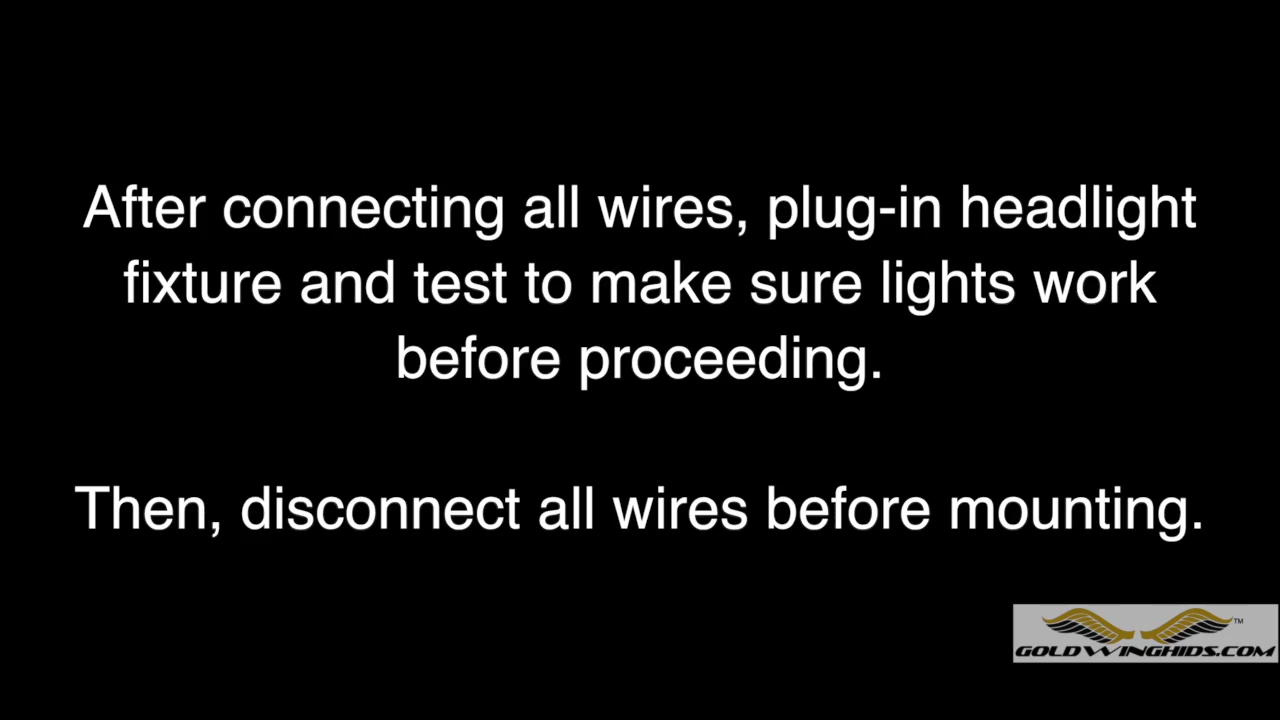 After connecting all wires, plug-in headlight
fixture and test to make sure lights work
before proceeding.
Then, disconnect all wires before mounting.
TM
GOLDWINGHIDS.COM